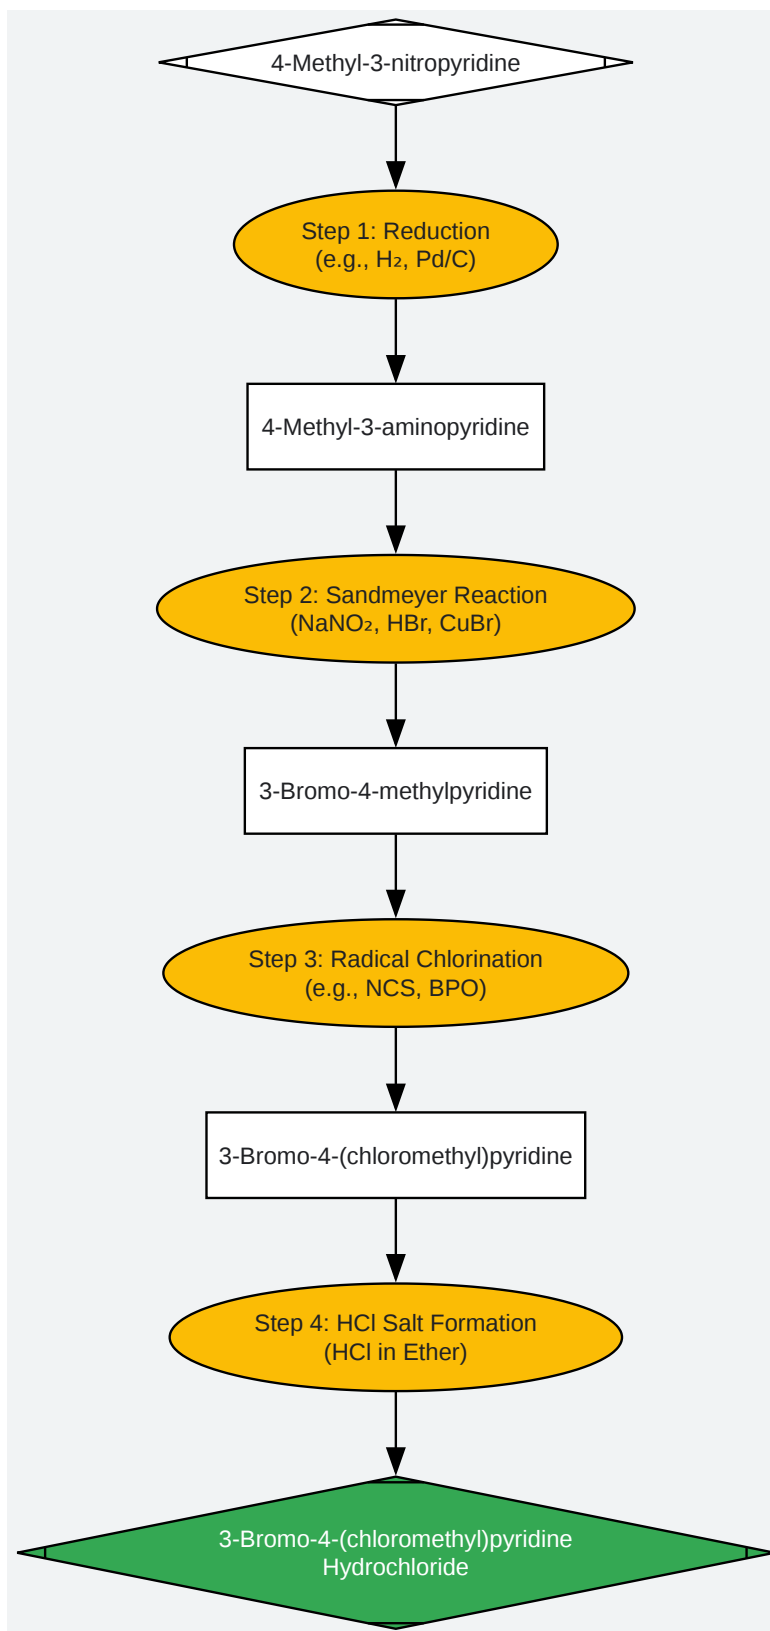 4-Methyl-3-nitropyridine
Step 1: Reduction
(e.g., H₂, Pd/C)
4-Methyl-3-aminopyridine
Step 2: Sandmeyer Reaction
(NaNO₂, HBr, CuBr)
3-Bromo-4-methylpyridine
Step 3: Radical Chlorination
(e.g., NCS, BPO)
3-Bromo-4-(chloromethyl)pyridine
Step 4: HCl Salt Formation
(HCl in Ether)
3-Bromo-4-(chloromethyl)pyridine
Hydrochloride